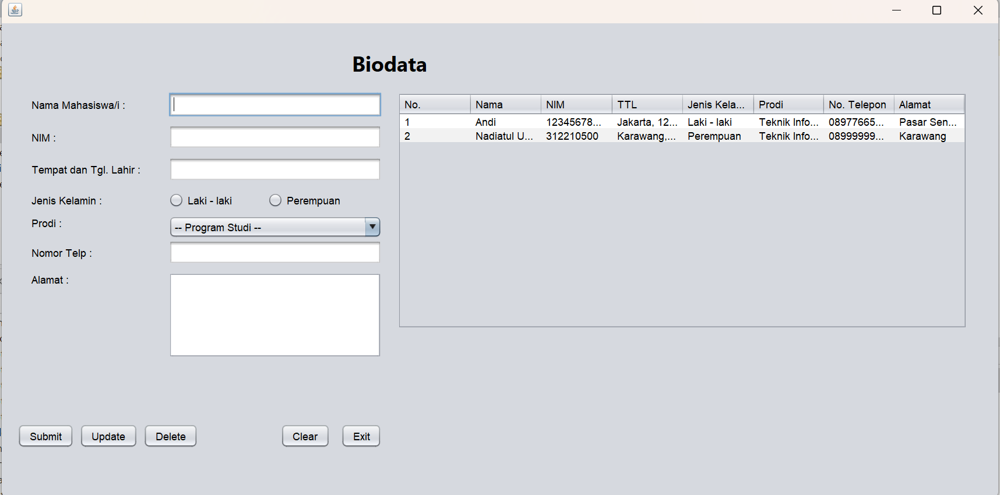 Biodata
Nama Mahasiswa/i :
NIM :
Tempat dan Tgl. Lahir :
Jenis Kelamin : Laki - laki Perempuan
Prodi : -- Program Studi --
Nomor Telp :
Alamat :
Submit Update Delete Clear Exit
No. Nama NIM TTL Jenis Kela... Prodi No. Telepon Alamat
1 Andi 12345678... Jakarta, 12... Laki - laki Teknik Info... 08977665... Pasar Sen...
2 Nadiatul U... 312210500 Karawang,... Perempuan Teknik Info... 08999999... Karawang